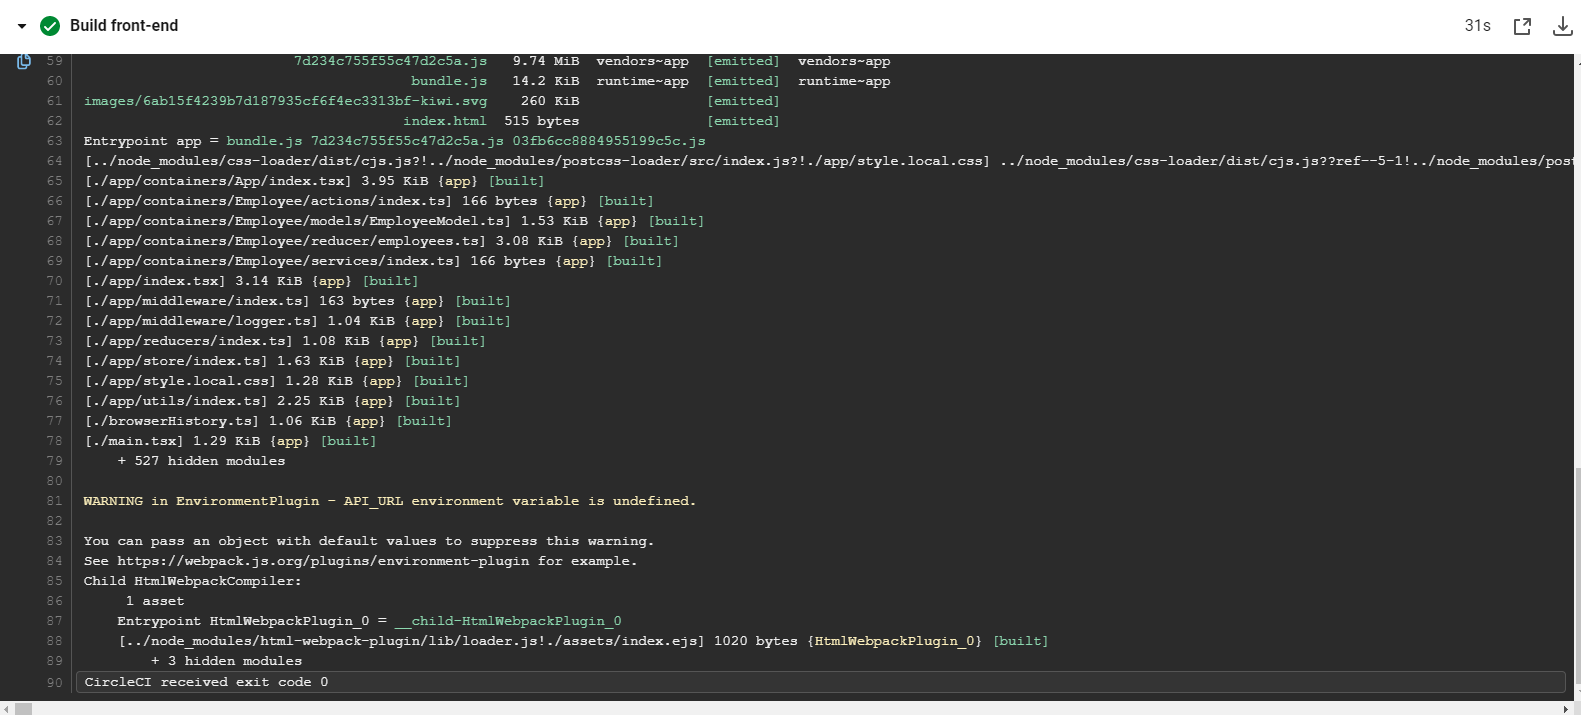 Build front-end 31s
59 7d234c755f55c47d2c5a.js 9.74 MiB vendors~app [emitted] vendors~app
60 bundle.js 14.2 KiB runtime~app [emitted] runtime~app
61 images/6ab15f4239b7d187935cf6f4ec3313bf-kiwi.svg 260 KiB [emitted]
62 index.html 515 bytes [emitted]
63 Entrypoint app = bundle.js 7d234c755f55c47d2c5a.js 03fb6cc8884955199c5c.js
64 [../node_modules/css-loader/dist/cjs.js?!../node_modules/postcss-loader/src/index.js?!./app/style.local.css] ../node_modules/css-loader/dist/cjs.js??ref--5-1!../node_modules/post
65 [./app/containers/App/index.tsx] 3.95 KiB {app} [built]
66 [./app/containers/Employee/actions/index.ts] 166 bytes {app} [built]
67 [./app/containers/Employee/models/EmployeeModel.ts] 1.53 KiB {app} [built]
68 [./app/containers/Employee/reducer/employees.ts] 3.08 KiB {app} [built]
69 [./app/containers/Employee/services/index.ts] 166 bytes {app} [built]
70 [./app/index.tsx] 3.14 KiB {app} [built]
71 [./app/middleware/index.ts] 163 bytes {app} [built]
72 [./app/middleware/logger.ts] 1.04 KiB {app} [built]
73 [./app/reducers/index.ts] 1.08 KiB {app} [built]
74 [./app/store/index.ts] 1.63 KiB {app} [built]
75 [./app/style.local.css] 1.28 KiB {app} [built]
76 [./app/utils/index.ts] 2.25 KiB {app} [built]
77 [./browserHistory.ts] 1.06 KiB {app} [built]
78 [./main.tsx] 1.29 KiB {app} [built]
79 + 527 hidden modules
80
81 WARNING in EnvironmentPlugin - API_URL environment variable is undefined.
82
83 You can pass an object with default values to suppress this warning.
84 See https://webpack.js.org/plugins/environment-plugin for example.
85 Child HtmlWebpackCompiler:
86 1 asset
87 Entrypoint HtmlWebpackPlugin_0 = __child-HtmlWebpackPlugin_0
88 [../node_modules/html-webpack-plugin/lib/loader.js!./assets/index.ejs] 1020 bytes {HtmlWebpackPlugin_0} [built]
89 + 3 hidden modules
90 CircleCI received exit code 0